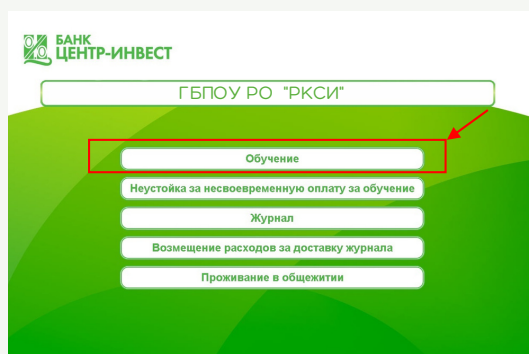 БАНК
ЦЕНТР-ИНВЕСТ
ГБПОУ РО "РКСИ"
Обучение
Неустойка за несвоевременную оплату за обучение
Журнал
Возмещение расходов за доставку журнала
Проживание в общежитии